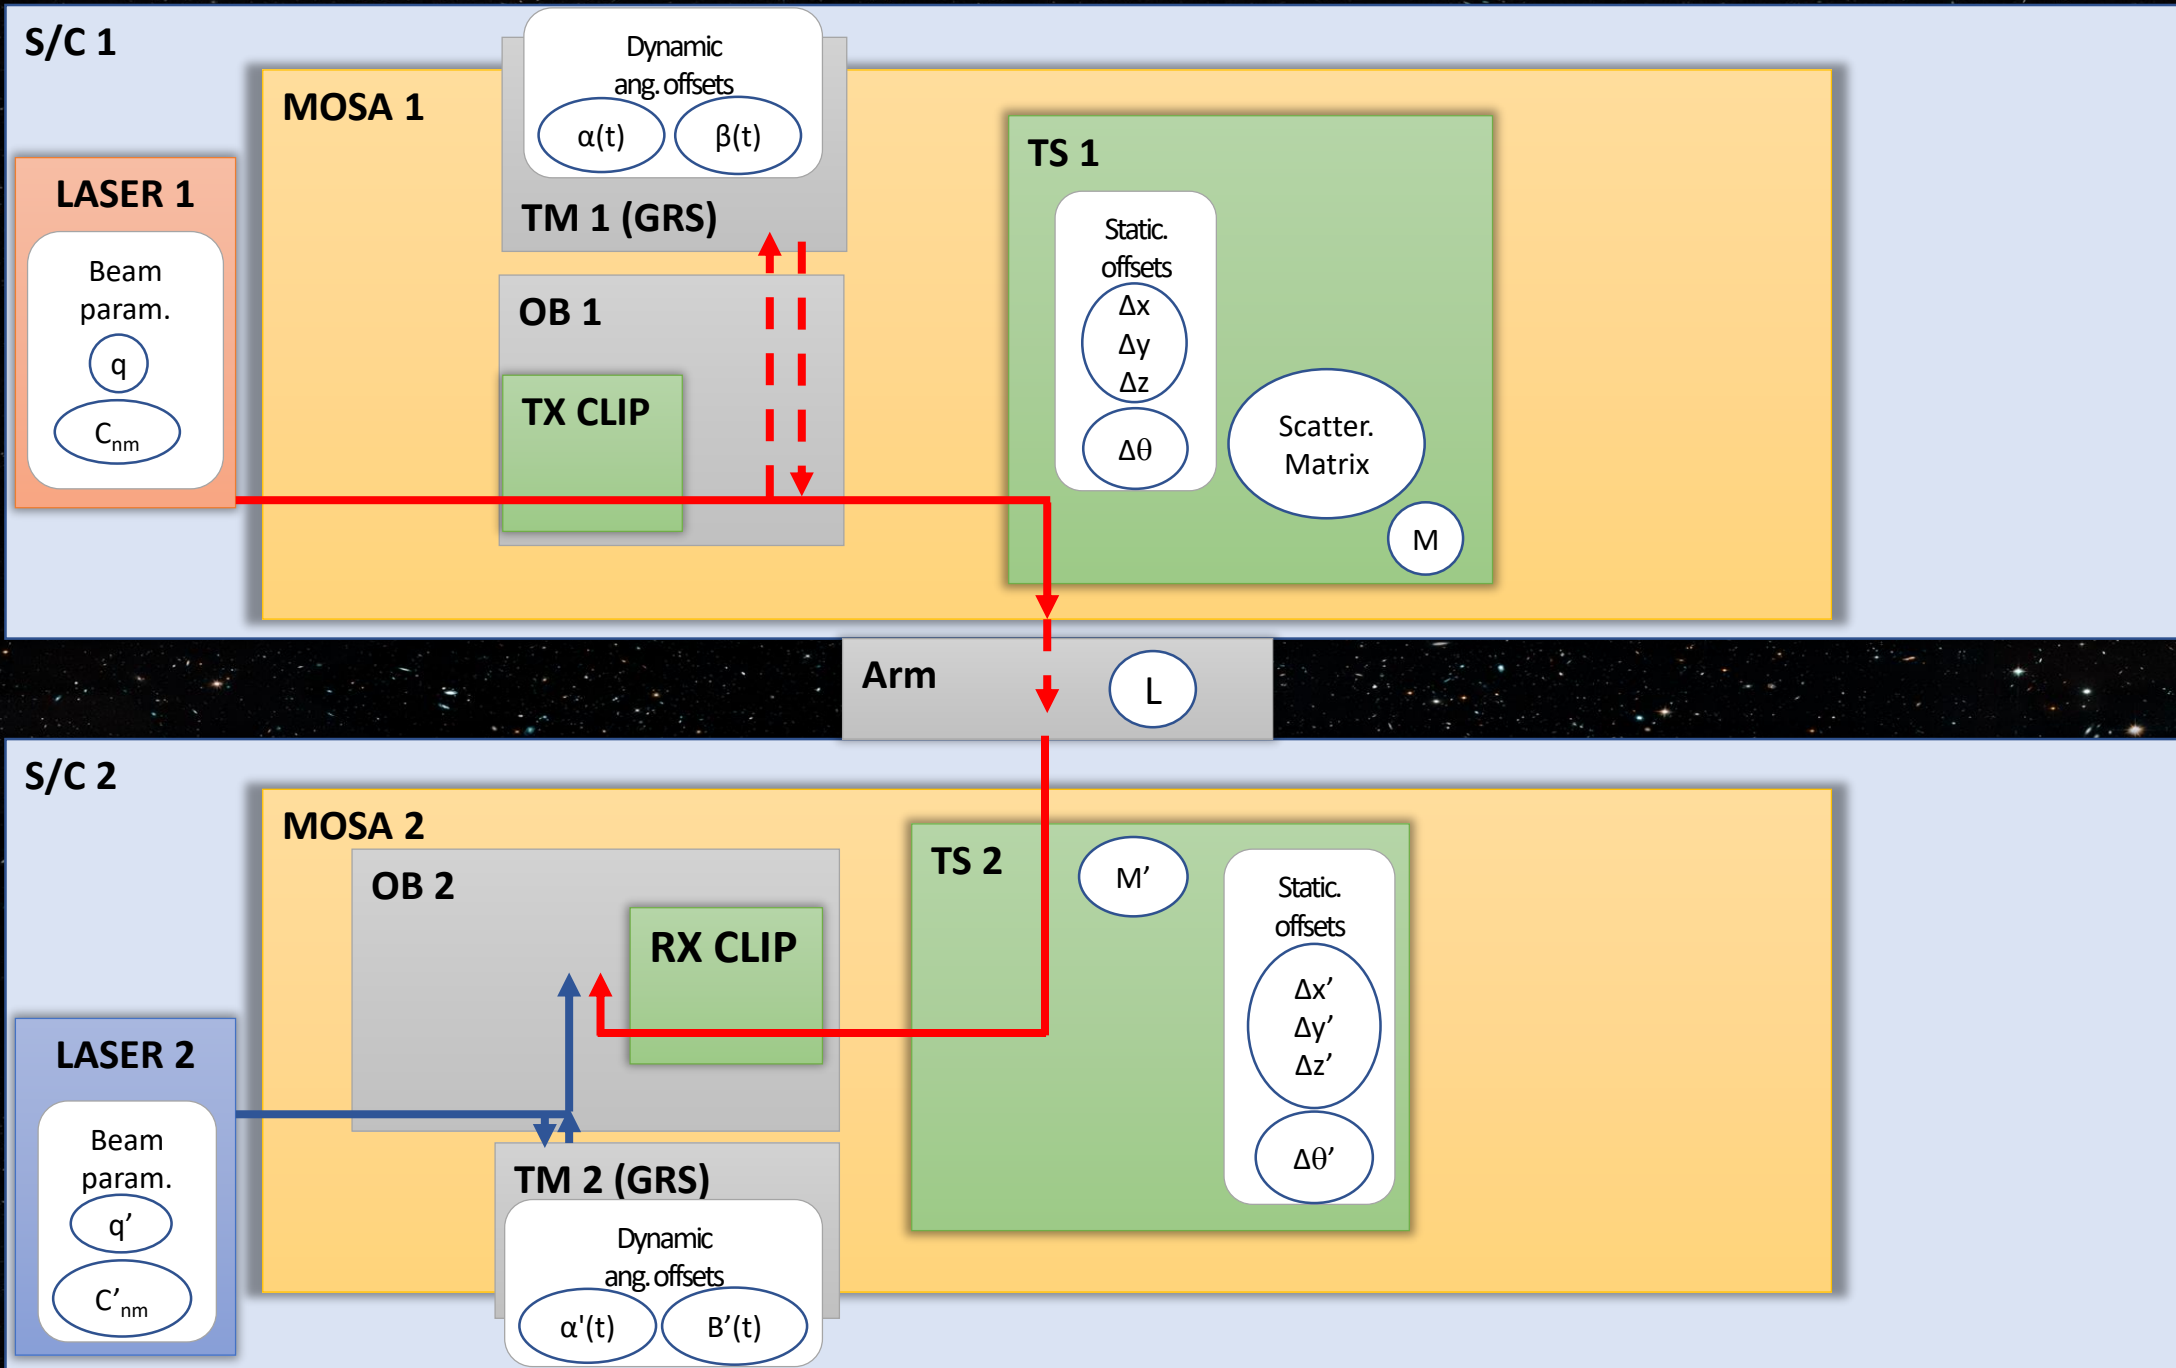 S/C 1
MOSA 1
Dynamic
ang. offsets
α(t) β(t)
TM 1 (GRS)
LASER 1
Beam
param.
q
Cnm
OB 1
TX CLIP
TS 1
Static.
offsets
Δx
Δy
Δz
Δθ
Scatter.
Matrix
M
Arm
L
S/C 2
MOSA 2
OB 2
RX CLIP
TS 2
M’
Static.
offsets
Δx’
Δy’
Δz’
Δθ’
LASER 2
Beam
param.
q’
C’nm
TM 2 (GRS)
Dynamic
ang. offsets
α'(t) B’(t)